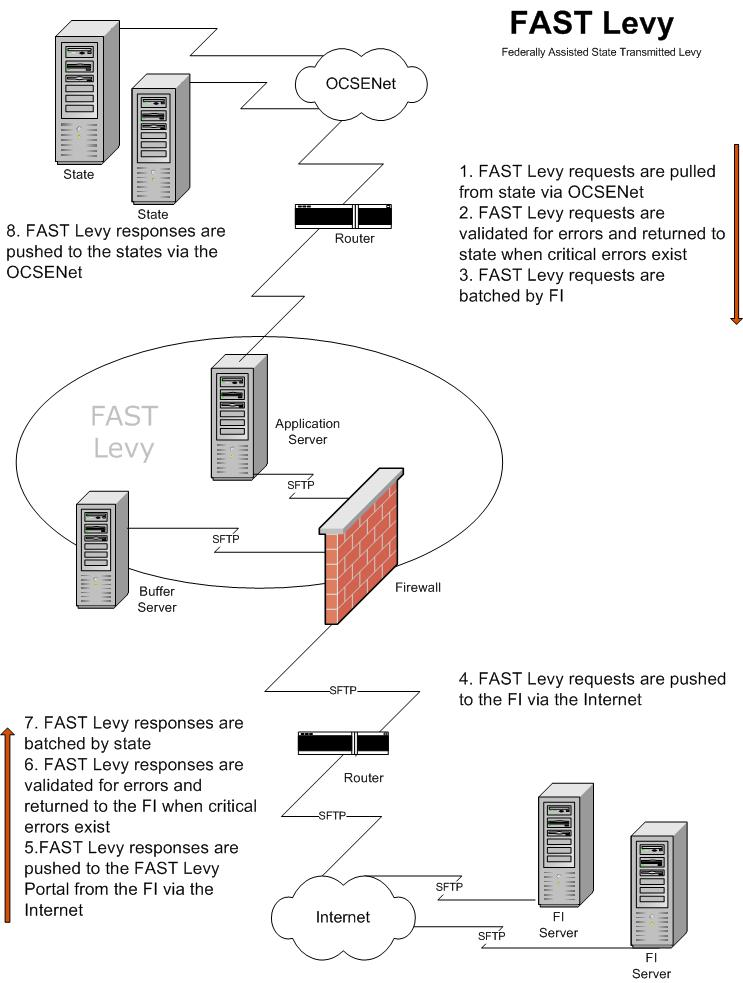 FAST Levy
Federally Assisted State Transmitted Levy
OCSENet
State
State
8. FAST Levy responses are
pushed to the states via the
OCSENet
Router
1. FAST Levy requests are pulled
from state via OCSENet
2. FAST Levy requests are
validated for errors and returned to
state when critical errors exist
3. FAST Levy requests are
batched by FI
FAST
Levy
Application
Server
SFTP
SFTP
Buffer
Server
Firewall
SFTP
4. FAST Levy requests are pushed
to the FI via the Internet
7. FAST Levy responses are
batched by state
6. FAST Levy responses are
validated for errors and
returned to the FI when critical
errors exist
5.FAST Levy responses are
pushed to the FAST Levy
Portal from the FI via the
Internet
Router
SFTP
Internet
SFTP
SFTP
FI
Server
FI
Server